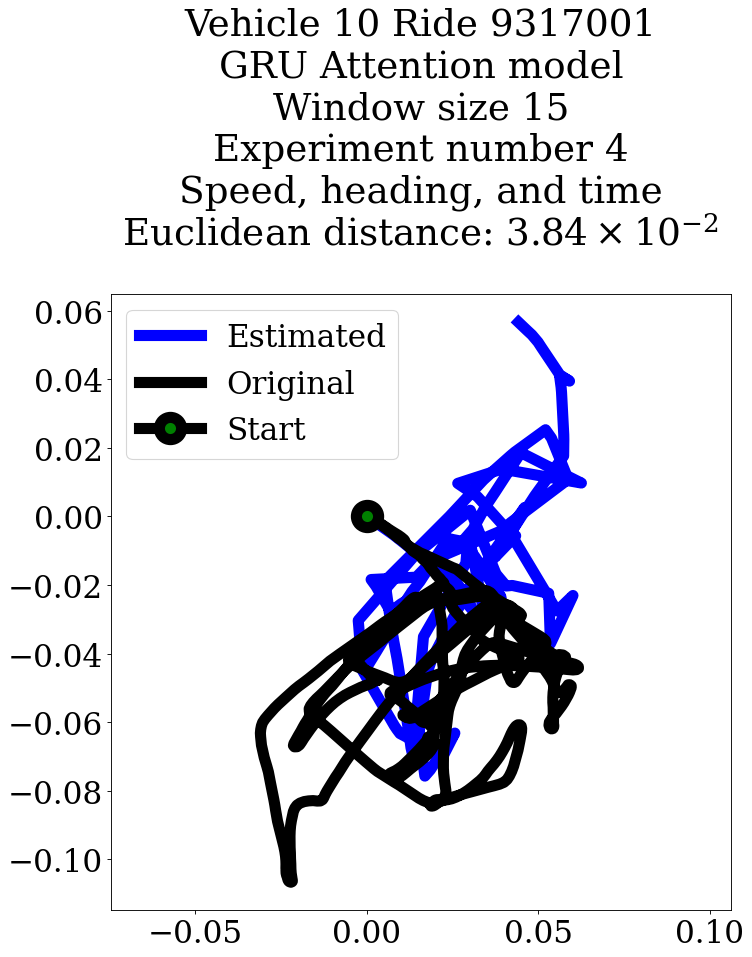 Vehicle 10 Ride 9317001
GRU Attention model
Window size 15
Experiment number 4
Speed, heading, and time
Euclidean distance: 3.84 × 10⁻²
Estimated
Original
Start
0.06
0.04
0.02
0.00
−0.02
−0.04
−0.06
−0.08
−0.10
−0.05
0.00
0.05
0.10